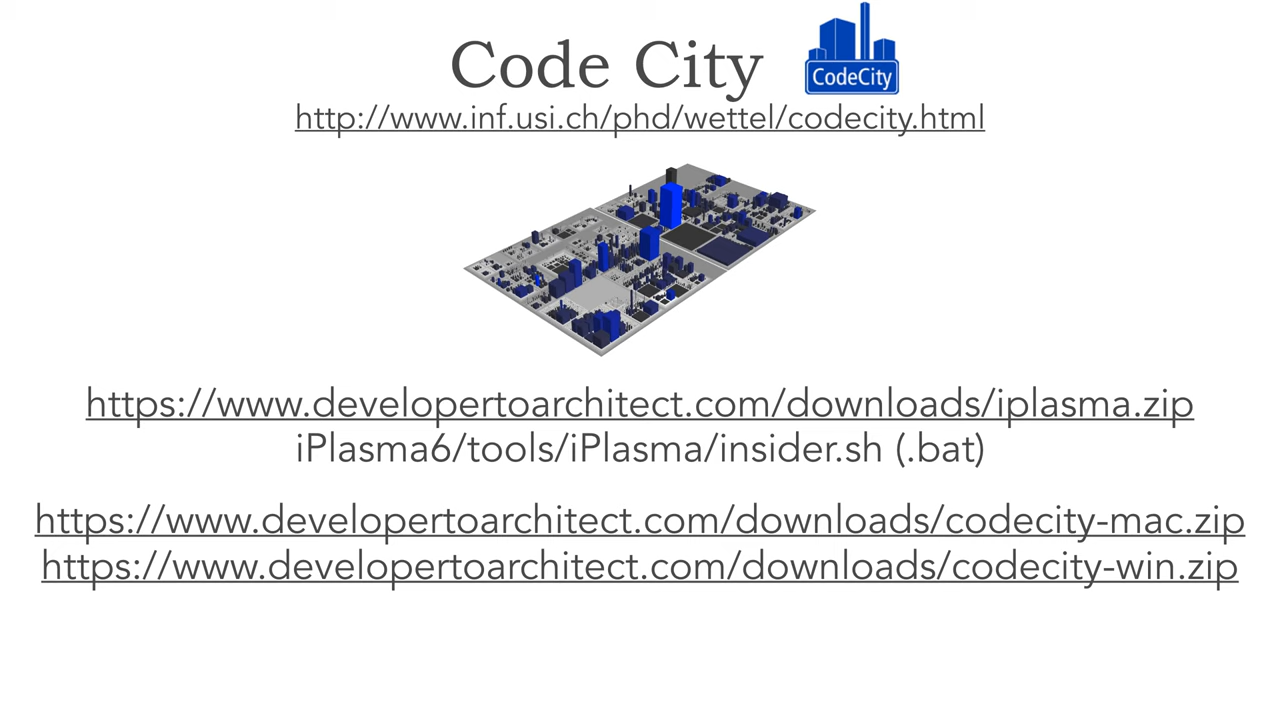 Code City
CodeCity
http://www.inf.usi.ch/phd/wettel/codecity.html
https://www.developertoarchitect.com/downloads/iplasma.zip
iPlasma6/tools/iPlasma/insider.sh (.bat)
https://www.developertoarchitect.com/downloads/codecity-mac.zip
https://www.developertoarchitect.com/downloads/codecity-win.zip